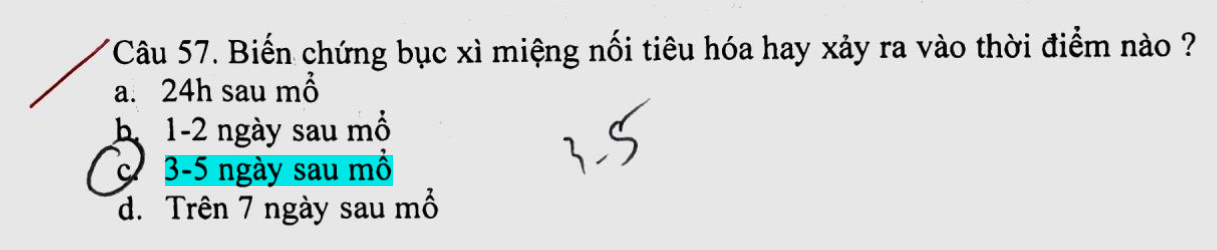 Câu 57. Biến chứng bục xì miệng nối tiêu hóa hay xảy ra vào thời điểm nào ?
a. 24h sau mổ
b. 1-2 ngày sau mổ
c. 3-5 ngày sau mổ
3-5
d. Trên 7 ngày sau mổ